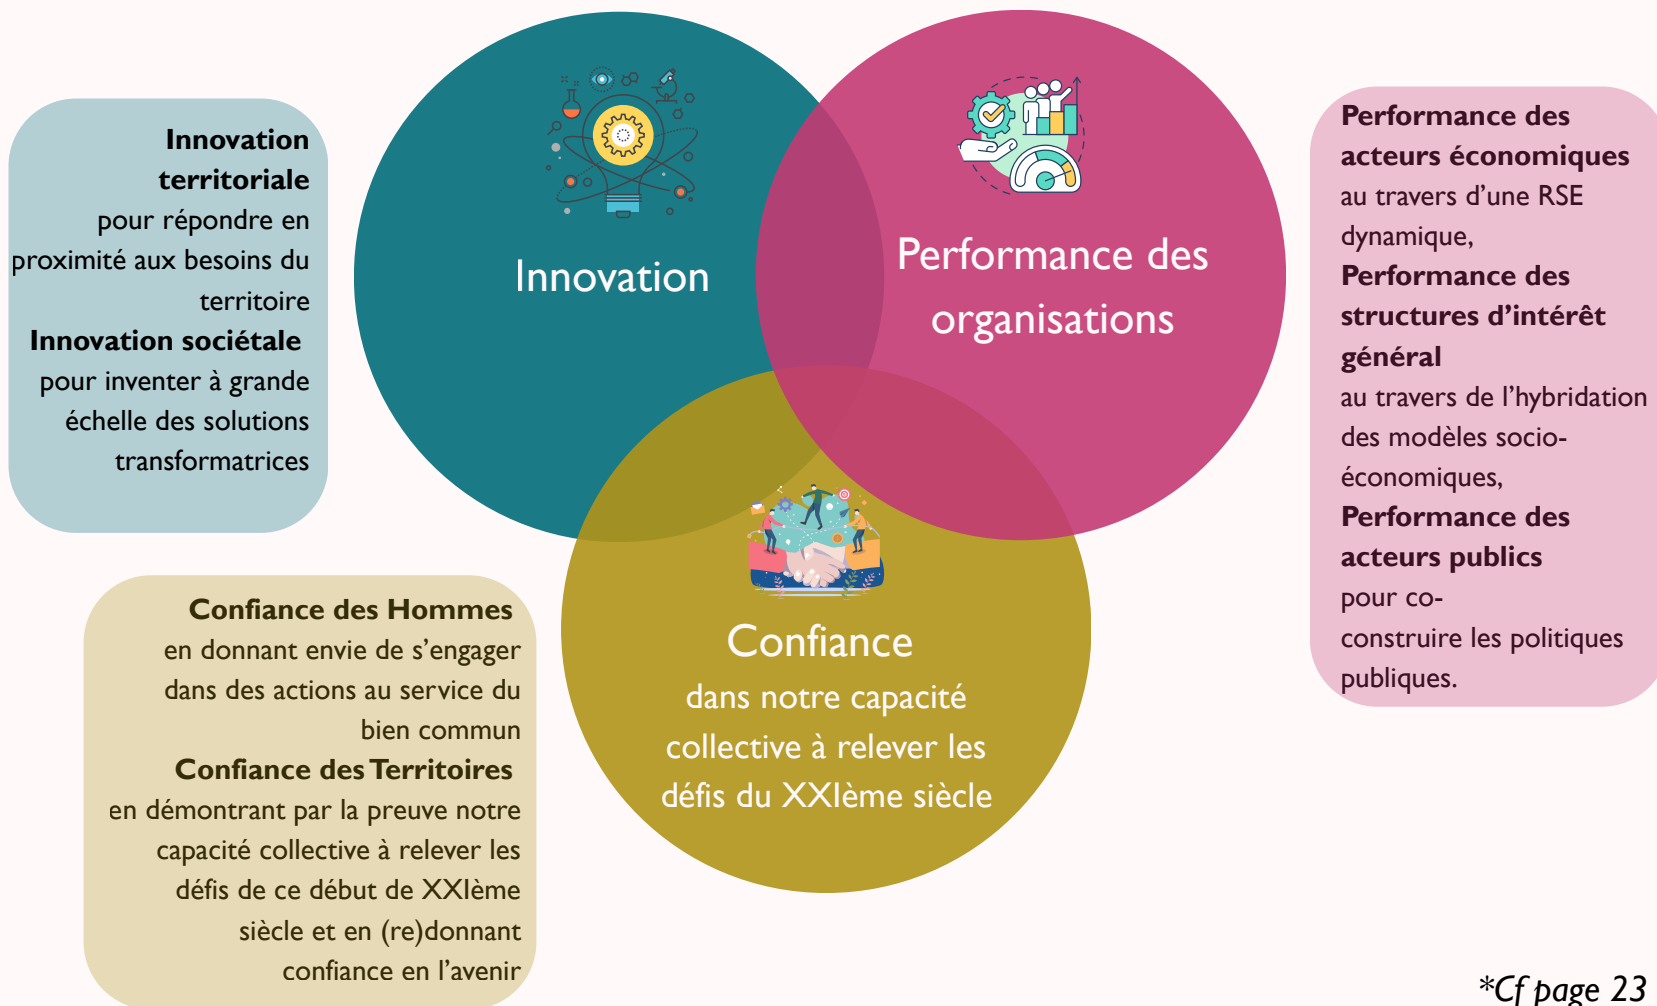 Innovation
territoriale
pour répondre en
proximité aux besoins du
territoire
Innovation sociétale
pour inventer à grande
échelle des solutions
transformatrices
Innovation
Performance des
organisations
Performance des
acteurs économiques
au travers d’une RSE
dynamique,
Performance des
structures d’intérêt
général
au travers de l’hybridation
des modèles socio-
économiques,
Performance des
acteurs publics
pour co-
construire les politiques
publiques.
Confiance des Hommes
en donnant envie de s’engager
dans des actions au service du
bien commun
Confiance des Territoires
en démontrant par la preuve notre
capacité collective à relever les
défis de ce début de XXIème
siècle et en (re)donnant
confiance en l’avenir
Confiance
dans notre capacité
collective à relever les
défis du XXIème siècle
*Cf page 23